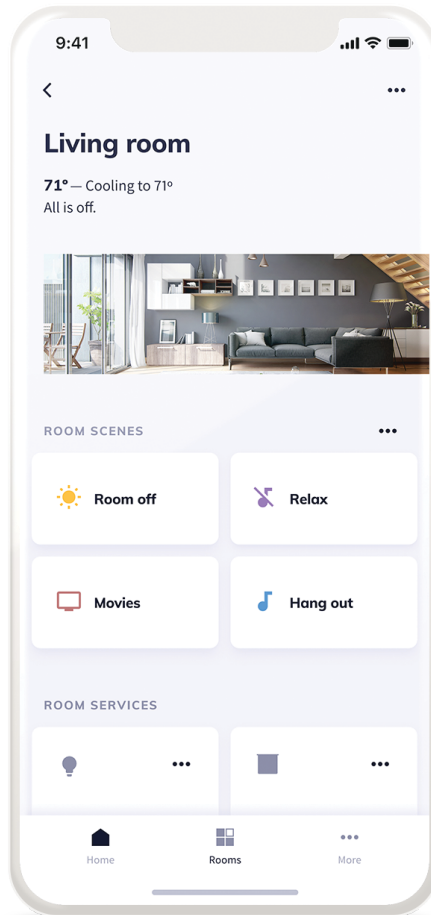 9:41
Living room
71º — Cooling to 71º
All is off.
ROOM SCENES
Room off
Relax
Movies
Hang out
ROOM SERVICES
Home
Rooms
More